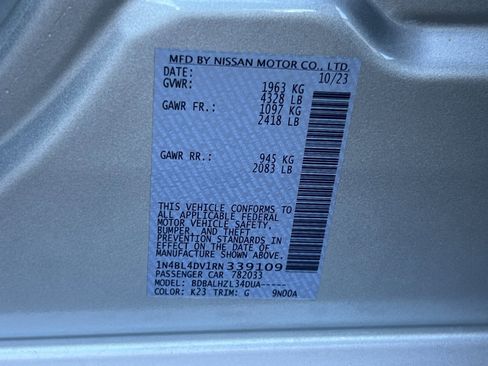 MFD BY NISSAN MOTOR CO., LTD.
DATE: 10/23
GVWR: 1963 KG
4328 LB
GAWR FR.: 1097 KG
2418 LB
GAWR RR.: 945 KG
2083 LB
THIS VEHICLE CONFORMS TO
ALL APPLICABLE FEDERAL
MOTOR VEHICLE SAFETY,
BUMPER, AND THEFT
PREVENTION STANDARDS IN
EFFECT ON THE DATE OF
MANUFACTURE SHOWN ABOVE.
1N4BL4DV1RN339109
PASSENGER CAR 782033
MODEL: BDBALHZL34DUA-----
COLOR: K23 TRIM: G 9N00A